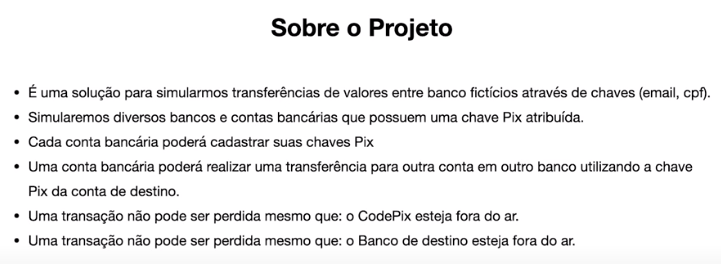 Sobre o Projeto
• É uma solução para simularmos transferências de valores entre banco fictícios através de chaves (email, cpf).
• Simularemos diversos bancos e contas bancárias que possuem uma chave Pix atribuída.
• Cada conta bancária poderá cadastrar suas chaves Pix
• Uma conta bancária poderá realizar uma transferência para outra conta em outro banco utilizando a chave
Pix da conta de destino.
• Uma transação não pode ser perdida mesmo que: o CodePix esteja fora do ar.
• Uma transação não pode ser perdida mesmo que: o Banco de destino esteja fora do ar.